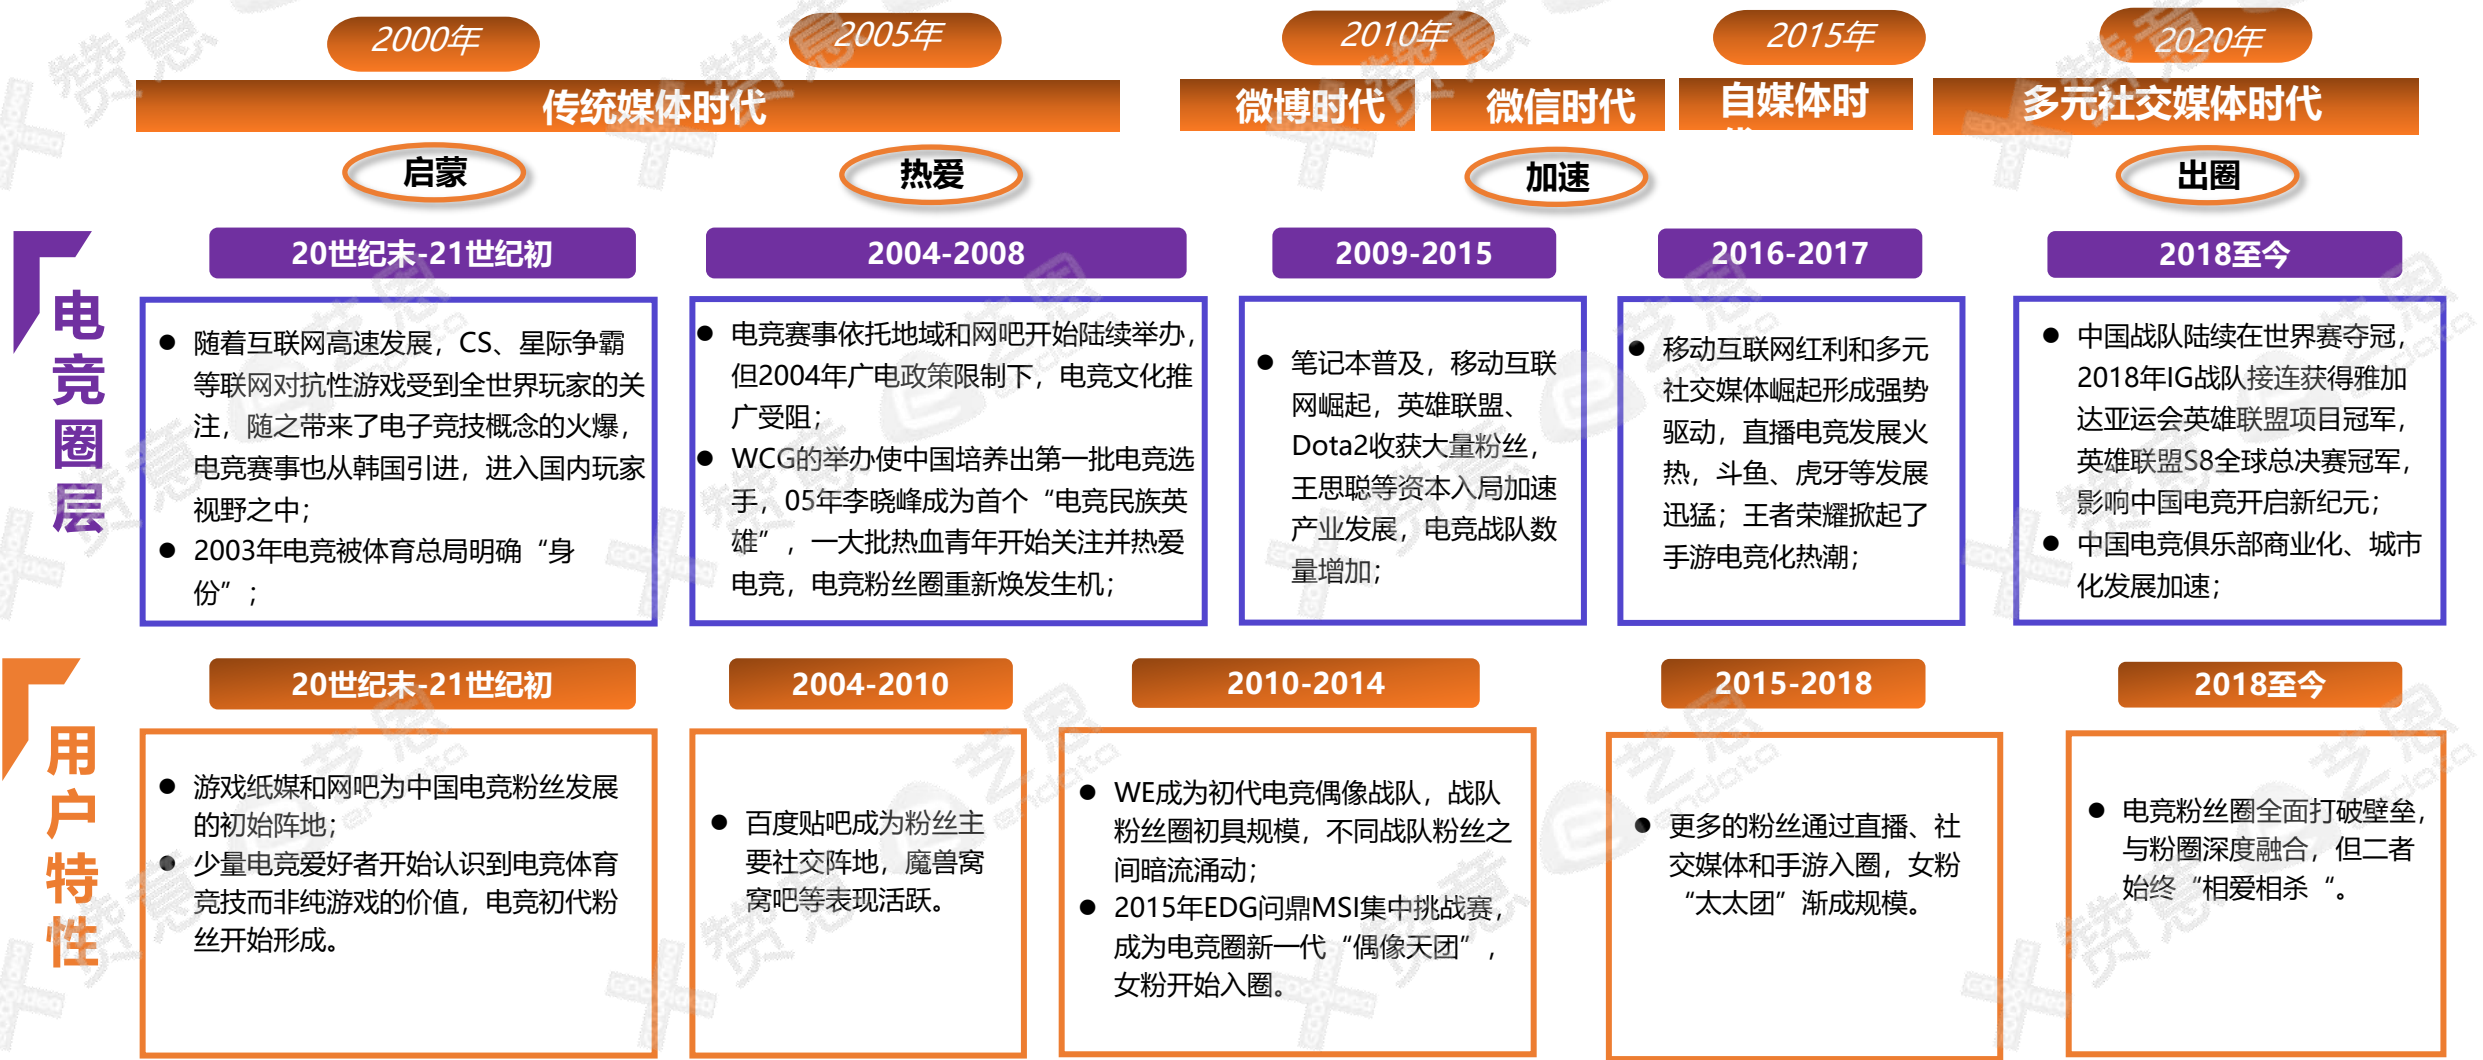 2000年
2005年
2010年
2015年
2020年
传统媒体时代
微博时代
微信时代
自媒体时
多元社交媒体时代
启蒙
热爱
加速
出圈
电竞圈层
20世纪末-21世纪初
随着互联网高速发展，CS、星际争霸
等联网对抗性游戏受到全世界玩家的关
注，随之带来了电子竞技概念的火爆，
电竞赛事也从韩国引进，进入国内玩家
视野之中；
2003年电竞被体育总局明确“身
份”；
2004-2008
电竞赛事依托地域和网吧开始陆续举办，
但2004年广电政策限制下，电竞文化推
广受阻；
WCG的举办使中国培养出第一批电竞选
手，05年李晓峰成为首个“电竞民族英
雄”，一大批热血青年开始关注并热爱
电竞，电竞粉丝圈重新焕发生机；
2009-2015
笔记本普及，移动互联
网崛起，英雄联盟、
Dota2收获大量粉丝，
王思聪等资本入局加速
产业发展，电竞战队数
量增加；
2016-2017
移动互联网红利和多元
社交媒体崛起形成强势
驱动，直播电竞发展火
热，斗鱼、虎牙等发展
迅猛；王者荣耀掀起了
手游电竞化热潮；
2018至今
中国战队陆续在世界赛夺冠，
2018年IG战队接连获得雅加
达亚运会英雄联盟项目冠军，
英雄联盟S8全球总决赛冠军，
影响中国电竞开启新纪元；
中国电竞俱乐部商业化、城市
化发展加速；
用户特性
20世纪末-21世纪初
游戏纸媒和网吧为中国电竞粉丝发展
的初始阵地；
少量电竞爱好者开始认识到电竞体育
竞技而非纯游戏的价值，电竞初代粉
丝开始形成。
2004-2010
百度贴吧成为粉丝主
要社交阵地，魔兽窝
窝吧等表现活跃。
2010-2014
WE成为初代电竞偶像战队，战队
粉丝圈初具规模，不同战队粉丝之
间暗流涌动；
2015年EDG问鼎MSI集中挑战赛，
成为电竞圈新一代“偶像天团”，
女粉开始入圈。
2015-2018
更多的粉丝通过直播、社
交媒体和手游入圈，女粉
“太太团”渐成规模。
2018至今
电竞粉丝圈全面打破壁垒，
与粉圈深度融合，但二者
始终“相爱相杀“。